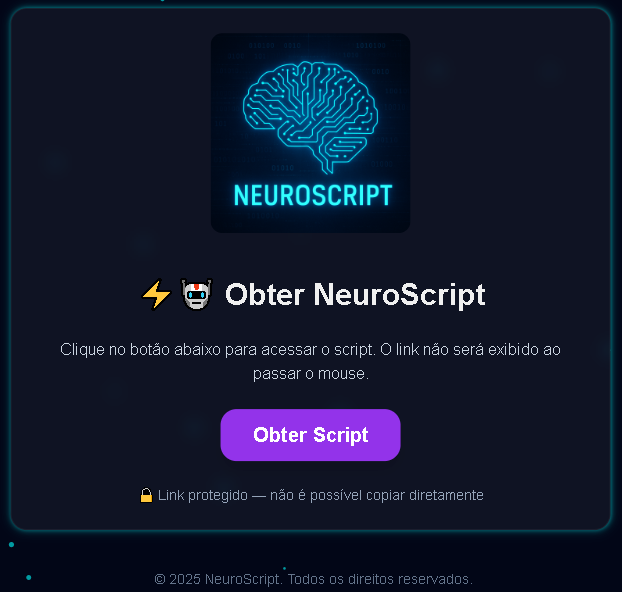 NEUROSCRIPT
⚡🤖 Obter NeuroScript
Clique no botão abaixo para acessar o script. O link não será exibido ao
passar o mouse.
Obter Script
🔒 Link protegido — não é possível copiar diretamente
© 2025 NeuroScript. Todos os direitos reservados.